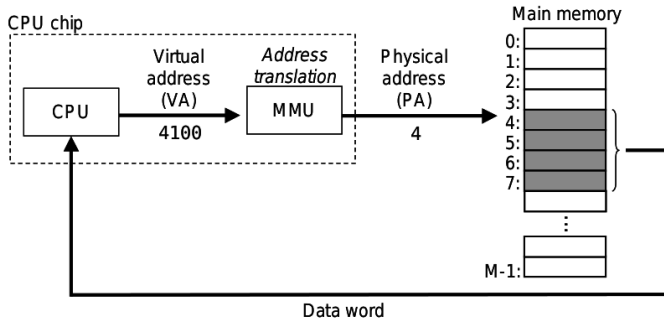 CPU chip
Virtual
address
(VA)
4100
CPU
Address
translation
MMU
Physical
address
(PA)
4
Main memory
0:
1:
2:
3:
4:
5:
6:
7:
...
M-1:
Data word